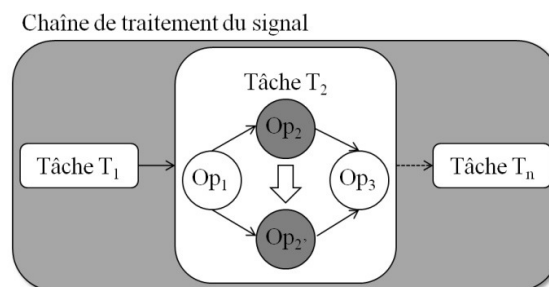 Chaîne de traitement du signal
Tâche T₂
Op₂
Tâche T₁
Op₁
Op₃
Tâche Tₙ
Op₂'